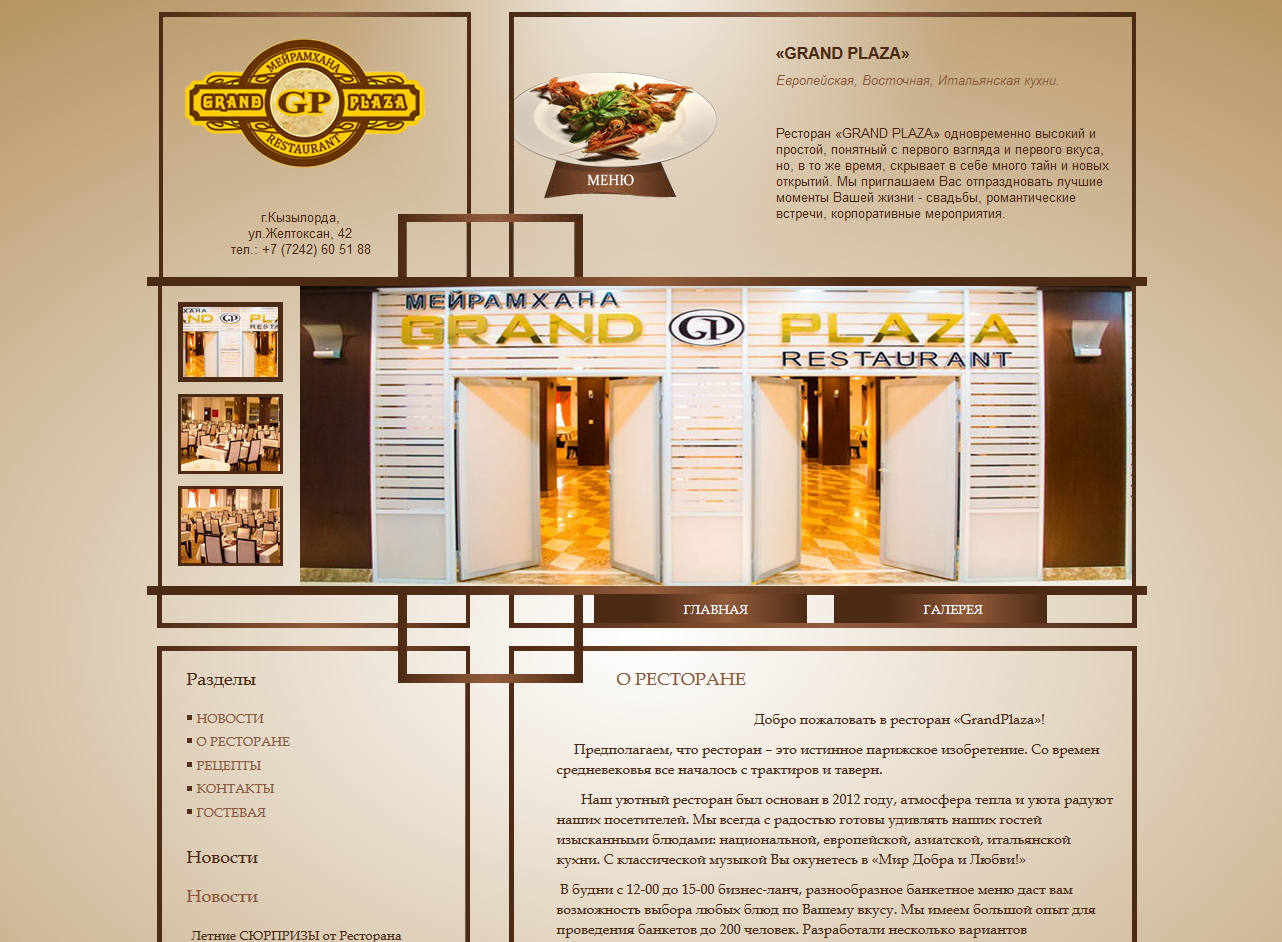 МЕЙРАМХАНА
GRAND GP PLAZA
RESTAURANT
г.Кызылорда,
ул.Желтоксан, 42
тел.: +7 (7242) 60 51 88
МЕНЮ
«GRAND PLAZA»
Европейская, Восточная, Итальянская кухни.
Ресторан «GRAND PLAZA» одновременно высокий и
простой, понятный с первого взгляда и первого вкуса,
но, в то же время, скрывает в себе много тайн и новых
открытий. Мы приглашаем Вас отпраздновать лучшие
моменты Вашей жизни - свадьбы, романтические
встречи, корпоративные мероприятия.
ХАНА
AND GP PLA
RESTA
МЕЙРАМХАНА
GRAND GP PLAZA
RESTAURANT
ГЛАВНАЯ
ГАЛЕРЕЯ
Разделы
НОВОСТИ
О РЕСТОРАНЕ
РЕЦЕПТЫ
КОНТАКТЫ
ГОСТЕВАЯ
Новости
Новости
Летние СЮРПРИЗЫ от Ресторана
О РЕСТОРАНЕ
Добро пожаловать в ресторан «GrandPlaza»!
Предполагаем, что ресторан – это истинное парижское изобретение. Со времен
средневековья все началось с трактиров и таверн.
Наш уютный ресторан был основан в 2012 году, атмосфера тепла и уюта радуют
наших посетителей. Мы всегда с радостью готовы удивлять наших гостей
изысканными блюдами: национальной, европейской, азиатской, итальянской
кухни. С классической музыкой Вы окунетесь в «Мир Добра и Любви!»
В будни с 12-00 до 15-00 бизнес-ланч, разнообразное банкетное меню даст вам
возможность выбора любых блюд по Вашему вкусу. Мы имеем большой опыт для
проведения банкетов до 200 человек. Разработали несколько вариантов